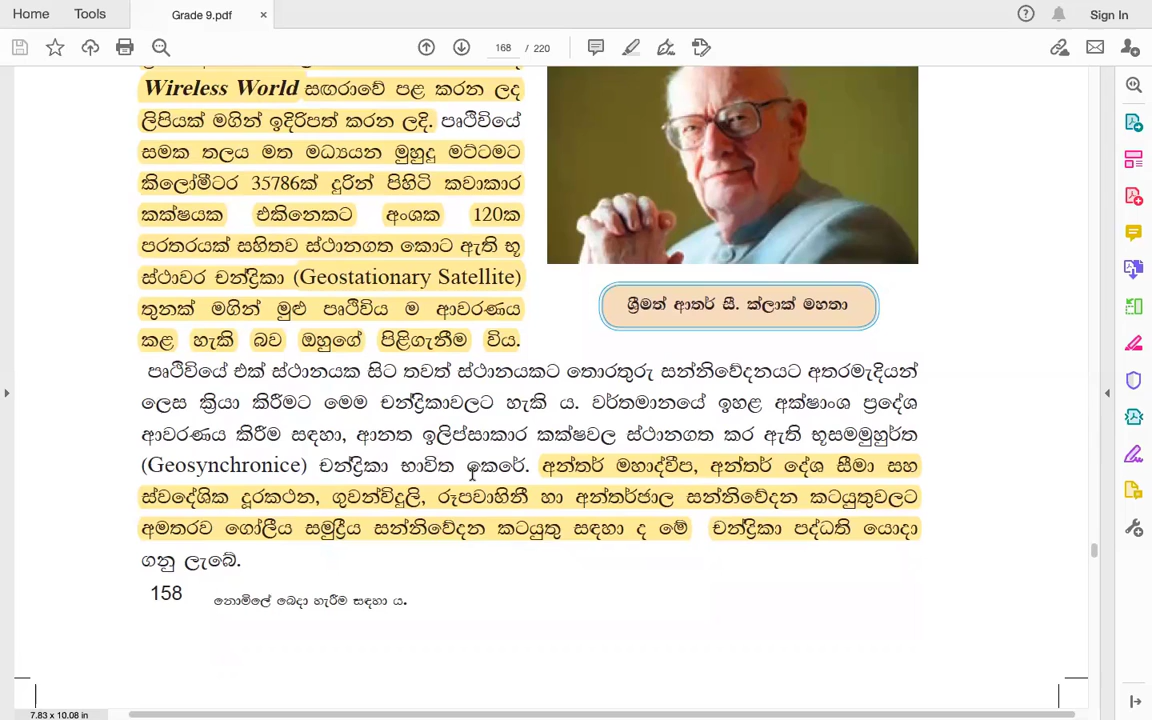 Home
Tools
Grade 9.pdf
×
Sign In
168 / 220
Wireless World සඟරාවේ පළ කරන ලද
ලිපියක් මගින් ඉදිරිපත් කරන ලදි. පෘථිවියේ
සමක තලය මත මධ්‍යයන මුහුදු මට්ටමට
කිලෝමීටර 35786ක් දුරින් පිහිටි කවාකාර
කක්ෂයක එකිනෙකට අංශක 120ක
පරතරයක් සහිතව ස්ථානගත කොට ඇති භූ
ස්ථාවර චන්ද්‍රිකා (Geostationary Satellite)
තුනක් මගින් මුළු පෘථිවිය ම ආවරණය
කළ හැකි බව ඔහුගේ පිළිගැනීම විය.
ශ්‍රීමත් ආතර් සී. ක්ලාක් මහතා
පෘථිවියේ එක් ස්ථානයක සිට තවත් ස්ථානයකට තොරතුරු සන්නිවේදනයට අතරමැදියන්
ලෙස ක්‍රියා කිරීමට මෙම චන්ද්‍රිකාවලට හැකි ය. වර්තමානයේ ඉහළ අක්ෂාංශ ප්‍රදේශ
ආවරණය කිරීම සඳහා, ආනත ඉලිප්සාකාර කක්ෂවල ස්ථානගත කර ඇති භූසමමුහුර්ත
(Geosynchronice) චන්ද්‍රිකා භාවිත කෙරේ. අන්තර් මහාද්වීප, අන්තර් දේශ සීමා සහ
ස්වදේශික දූරකථන, ගුවන්විදුලි, රූපවාහිනී හා අන්තර්ජාල සන්නිවේදන කටයුතුවලට
අමතරව ගෝලීය සමුද්‍රීය සන්නිවේදන කටයුතු සඳහා ද මේ චන්ද්‍රිකා පද්ධති යොදා
ගනු ලැබේ.
158
නොමිලේ බෙදා හැරීම සඳහා ය.
7.83 x 10.08 in